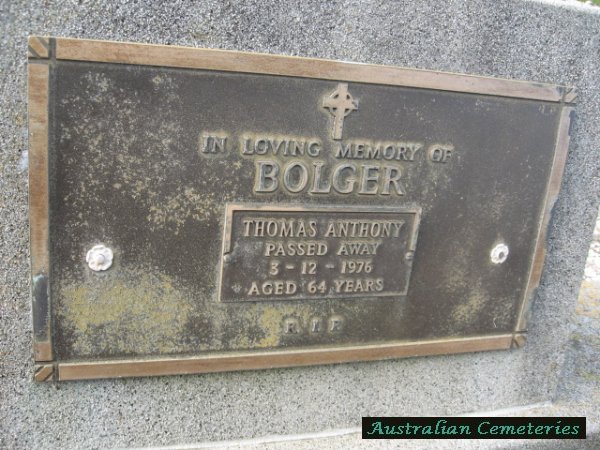 IN LOVING MEMORY OF
BOLGER
THOMAS ANTHONY
PASSED AWAY
3 - 12 - 1976
AGED 64 YEARS
R. I. P.
Australian Cemeteries